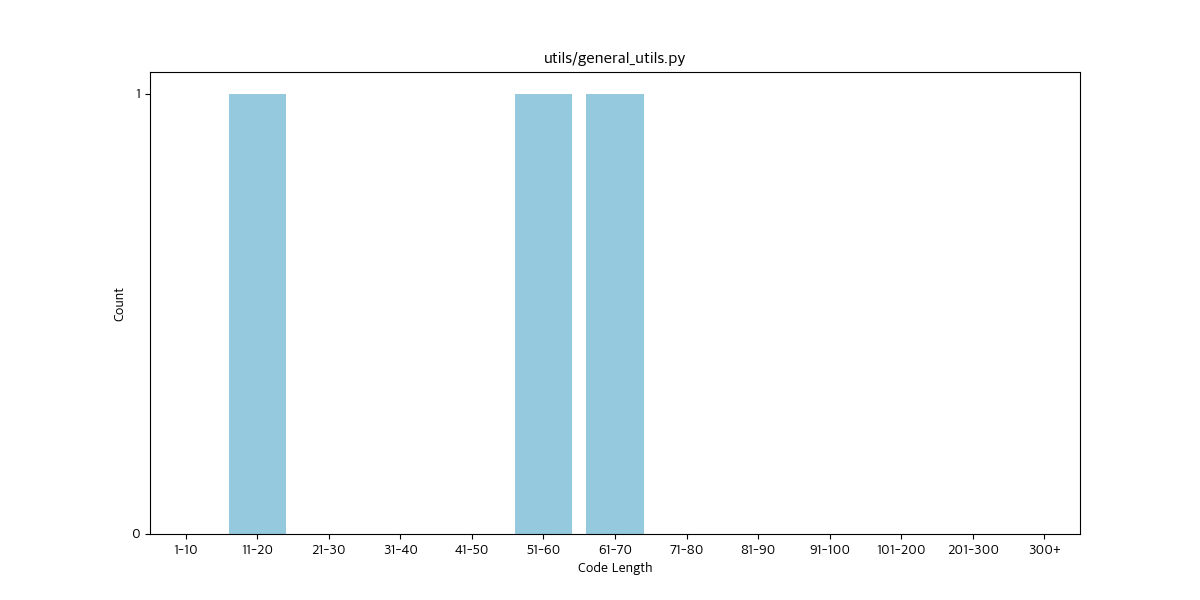 utils/general_utils.py
Count
1
0
1-10 11-20 21-30 31-40 41-50 51-60 61-70 71-80 81-90 91-100 101-200 201-300 300+
Code Length